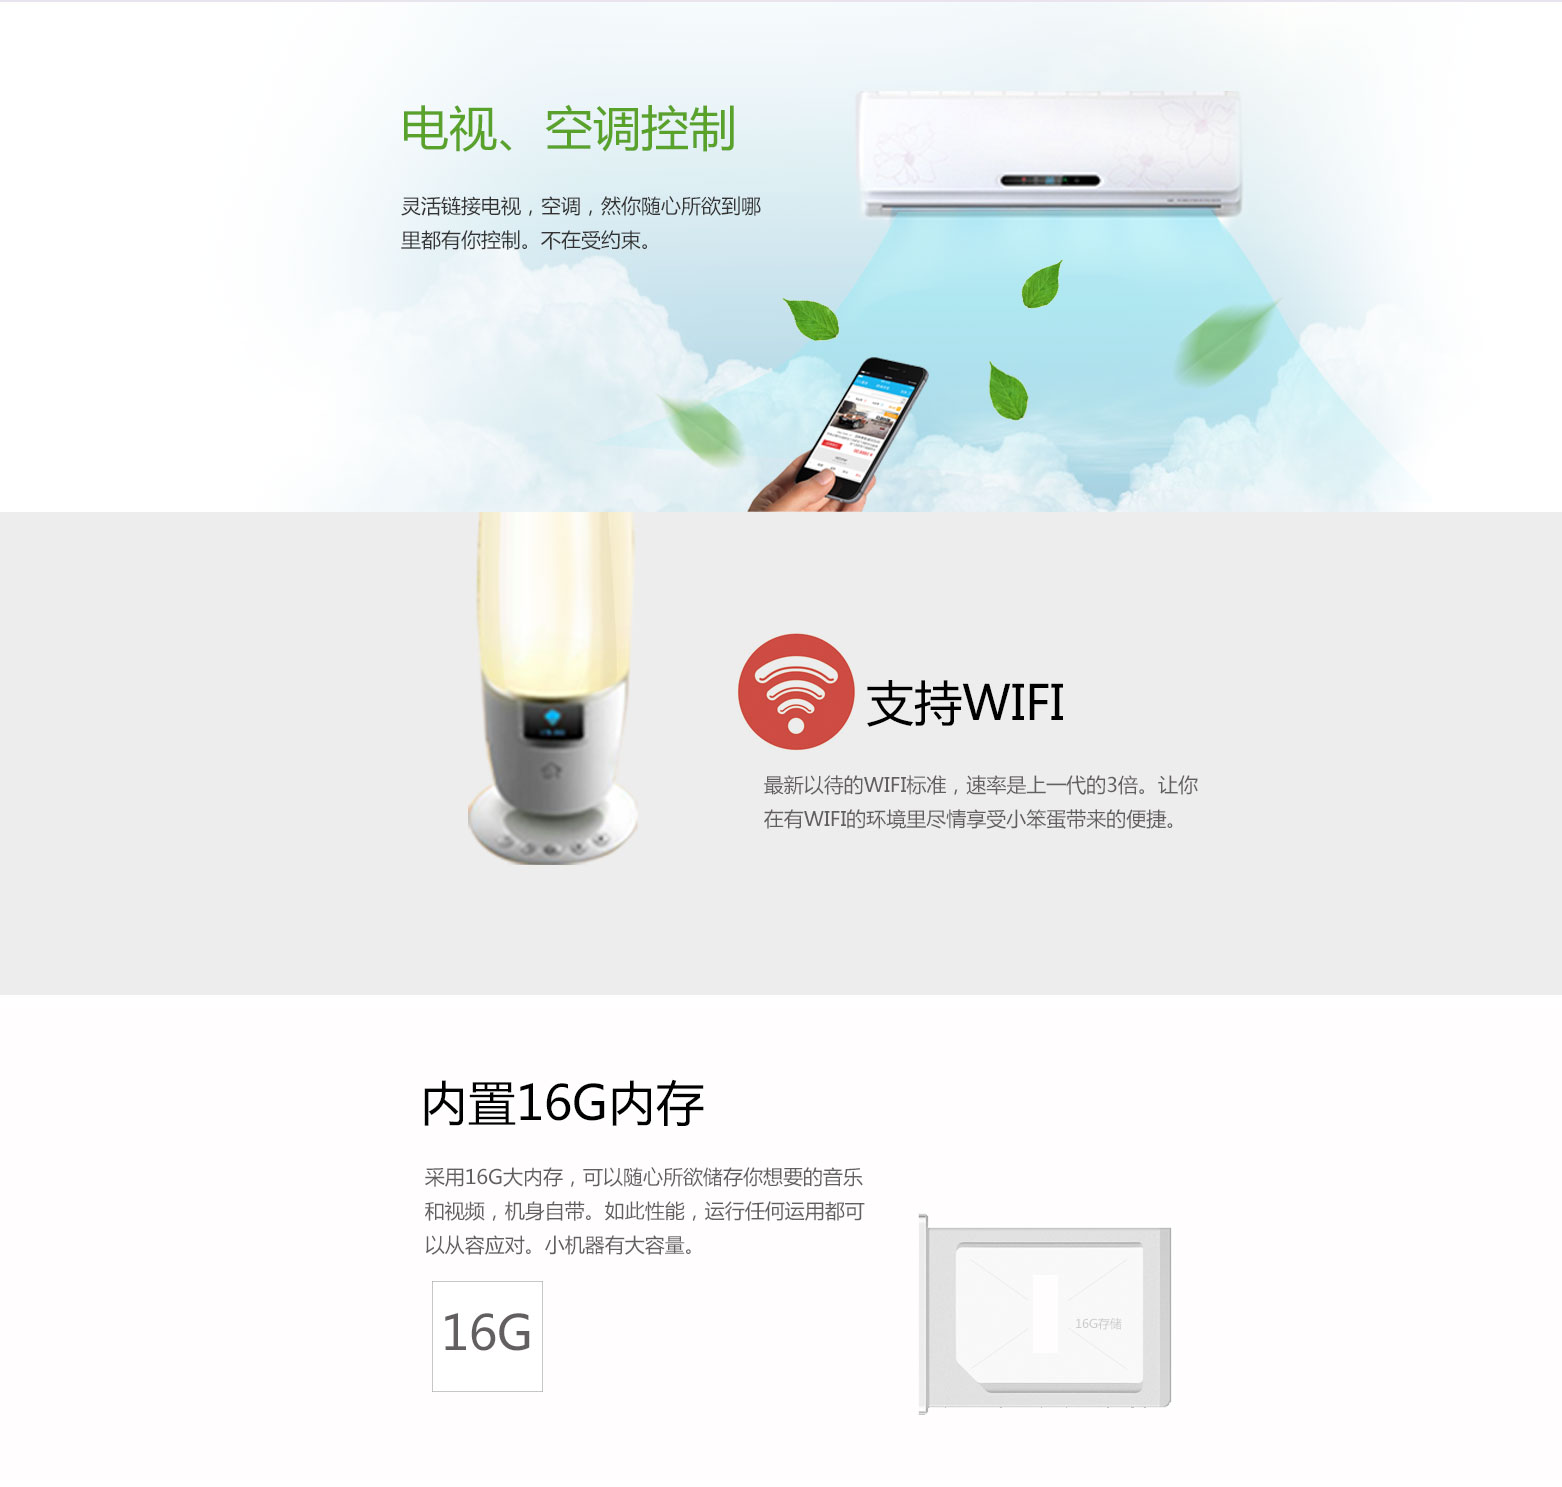 电视、空调控制
灵活链接电视，空调，然你随心所欲到哪
里都有你控制。不在受约束。
支持WIFI
最新以待的WIFI标准，速率是上一代的3倍。让你
在有WIFI的环境里尽情享受小笨蛋带来的便捷。
内置16G内存
采用16G大内存，可以随心所欲储存你想要的音乐
和视频，机身自带。如此性能，运行任何运用都可
以从容应对。小机器有大容量。
16G
16G存储